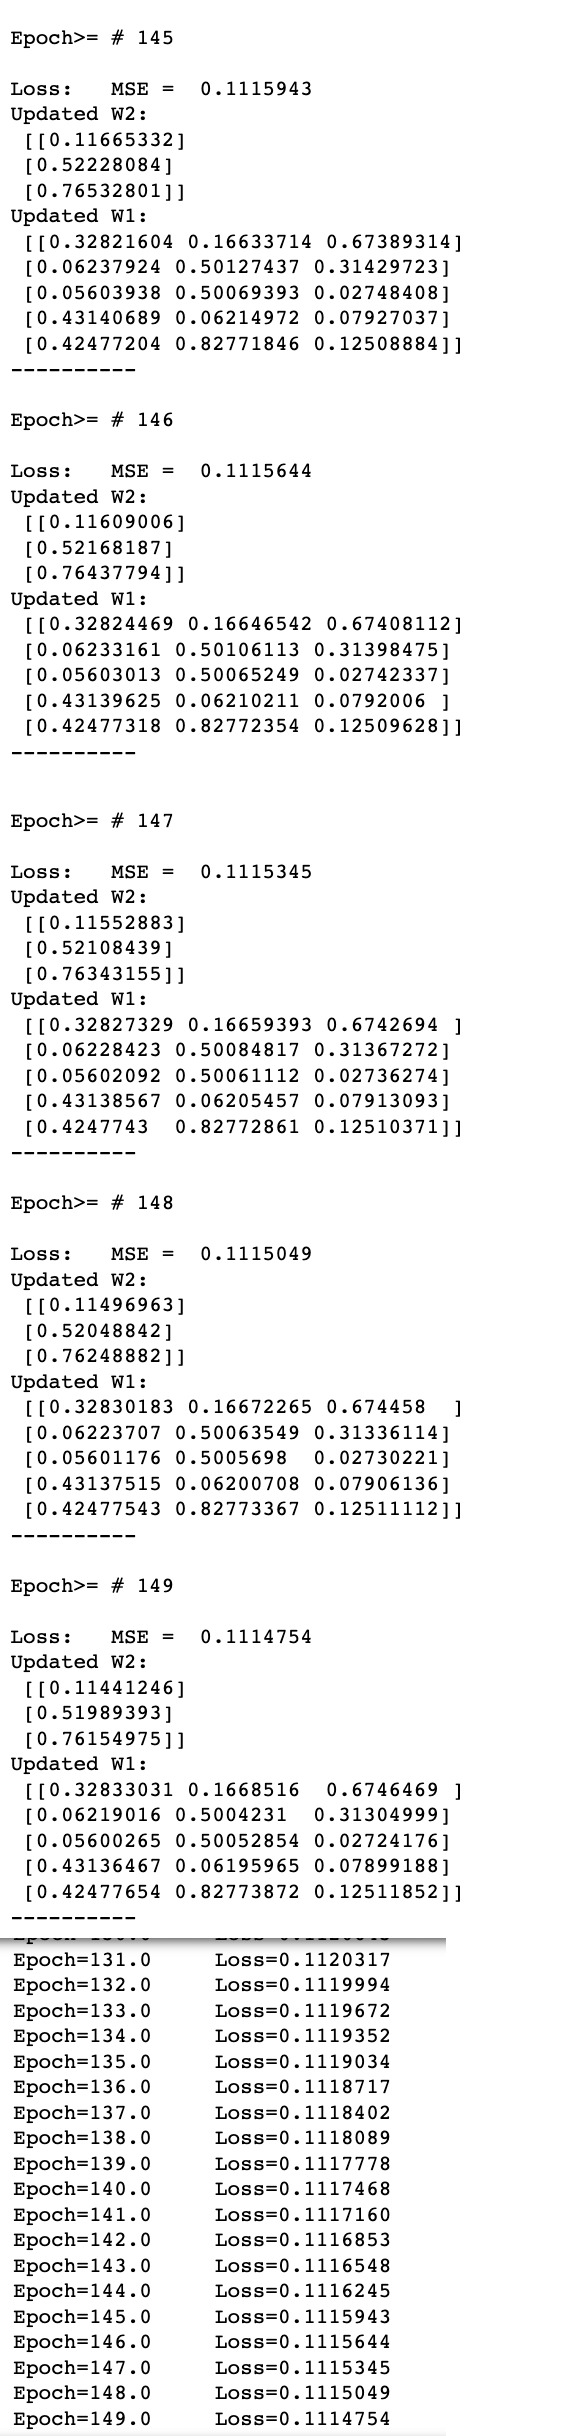 Epoch>= # 145
Loss:   MSE =  0.1115943
Updated W2:
 [[0.11665332]
 [0.52228084]
 [0.76532801]]
Updated W1:
 [[0.32821604 0.16633714 0.67389314]
 [0.06237924 0.50127437 0.31429723]
 [0.05603938 0.50069393 0.02748408]
 [0.43140689 0.06214972 0.07927037]
 [0.42477204 0.82771846 0.12508884]]
----------
Epoch>= # 146
Loss:   MSE =  0.1115644
Updated W2:
 [[0.11609006]
 [0.52168187]
 [0.76437794]]
Updated W1:
 [[0.32824469 0.16646542 0.67408112]
 [0.06233161 0.50106113 0.31398475]
 [0.05603013 0.50065249 0.02742337]
 [0.43139625 0.06210211 0.0792006 ]
 [0.42477318 0.82772354 0.12509628]]
----------
Epoch>= # 147
Loss:   MSE =  0.1115345
Updated W2:
 [[0.11552883]
 [0.52108439]
 [0.76343155]]
Updated W1:
 [[0.32827329 0.16659393 0.6742694 ]
 [0.06228423 0.50084817 0.31367272]
 [0.05602092 0.50061112 0.02736274]
 [0.43138567 0.06205457 0.07913093]
 [0.4247743  0.82772861 0.12510371]]
----------
Epoch>= # 148
Loss:   MSE =  0.1115049
Updated W2:
 [[0.11496963]
 [0.52048842]
 [0.76248882]]
Updated W1:
 [[0.32830183 0.16672265 0.674458  ]
 [0.06223707 0.50063549 0.31336114]
 [0.05601176 0.5005698  0.02730221]
 [0.43137515 0.06200708 0.07906136]
 [0.42477543 0.82773367 0.12511112]]
----------
Epoch>= # 149
Loss:   MSE =  0.1114754
Updated W2:
 [[0.11441246]
 [0.51989393]
 [0.76154975]]
Updated W1:
 [[0.32833031 0.1668516  0.6746469 ]
 [0.06219016 0.5004231  0.31304999]
 [0.05600265 0.50052854 0.02724176]
 [0.43136467 0.06195965 0.07899188]
 [0.42477654 0.82773872 0.12511852]]
----------
Epoch=131.0     Loss=0.1120317
Epoch=132.0     Loss=0.1119994
Epoch=133.0     Loss=0.1119672
Epoch=134.0     Loss=0.1119352
Epoch=135.0     Loss=0.1119034
Epoch=136.0     Loss=0.1118717
Epoch=137.0     Loss=0.1118402
Epoch=138.0     Loss=0.1118089
Epoch=139.0     Loss=0.1117778
Epoch=140.0     Loss=0.1117468
Epoch=141.0     Loss=0.1117160
Epoch=142.0     Loss=0.1116853
Epoch=143.0     Loss=0.1116548
Epoch=144.0     Loss=0.1116245
Epoch=145.0     Loss=0.1115943
Epoch=146.0     Loss=0.1115644
Epoch=147.0     Loss=0.1115345
Epoch=148.0     Loss=0.1115049
Epoch=149.0     Loss=0.1114754